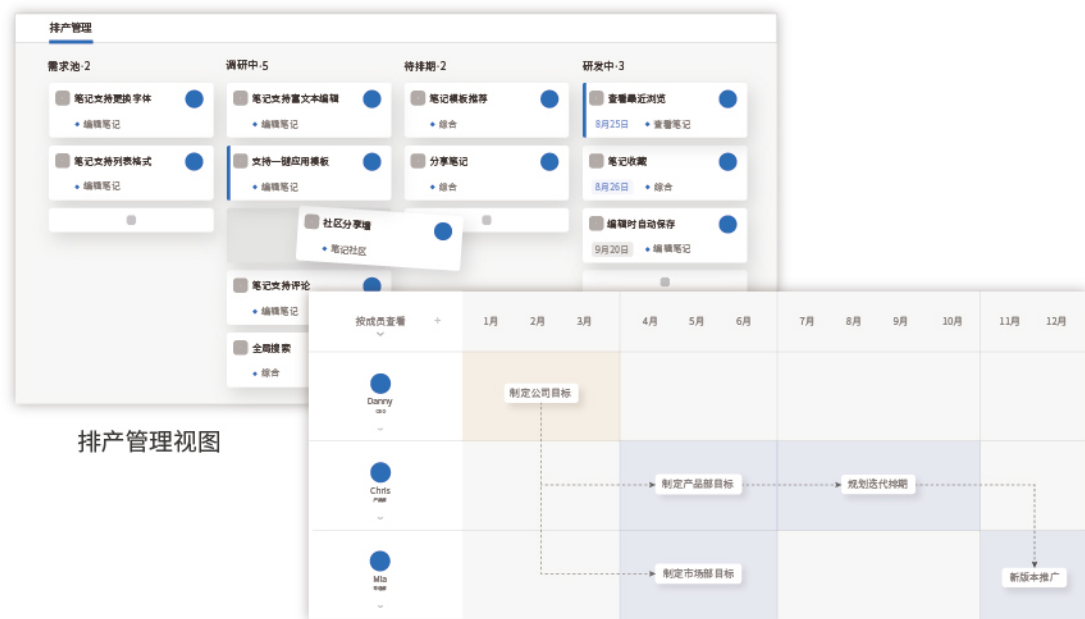 排产管理
需求池·2
调研中·5
待排期·2
研发中·3
笔记支持更换字体
编辑笔记
笔记支持列表格式
编辑笔记
笔记支持富文本编辑
编辑笔记
支持一键应用模板
编辑笔记
社区分享墙
笔记社区
笔记支持评论
编辑笔记
全局搜索
综合
笔记模板推荐
综合
分享笔记
综合
查看最近浏览
8月25日 查看笔记
笔记收藏
8月26日 综合
编辑时自动保存
9月20日 编辑笔记
排产管理视图
按成员查看 + 1月 2月 3月 4月 5月 6月 7月 8月 9月 10月 11月 12月
Danny
CEO
制定公司目标
Chris
制定产品部目标
规划迭代排期
Mia
制定市场部目标
新版本推广